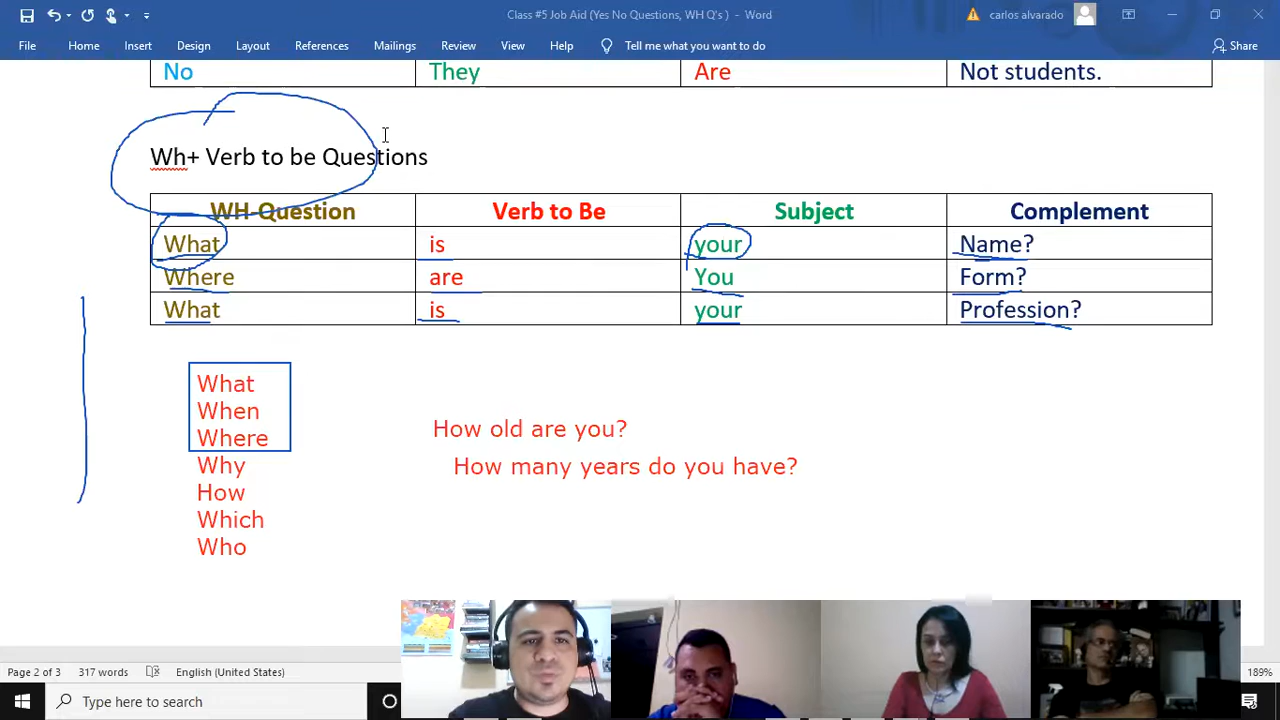 Class #5 Job Aid (Yes No Questions, WH Q's ) - Word carlos alvarado
File Home Insert Design Layout References Mailings Review View Help Tell me what you want to do Share
No They Are Not students.
Wh+ Verb to be Questions
WH-Question Verb to Be Subject Complement
What is your Name?
Where are You Form?
What is your Profession?
What
When
Where
Why
How
Which
Who
How old are you?
How many years do you have?
Page 2 of 3 317 words English (United States) 189%
Type here to search